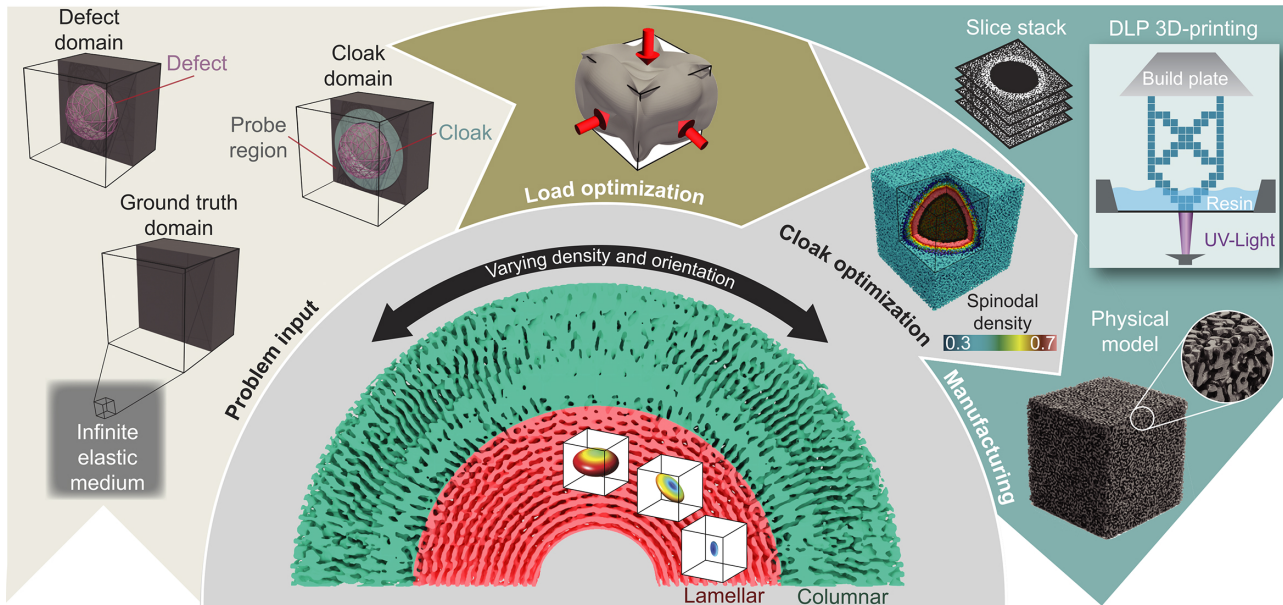 Defect
domain
Defect
Cloak
domain
Probe
region
Cloak
Ground truth
domain
Infinite
elastic
medium
Problem input
Load optimization
Varying density and orientation
Lamellar
Columnar
Cloak optimization
Spinodal
density
0.3
0.7
Slice stack
DLP 3D-printing
Build plate
Resin
UV-Light
Physical
model
Manufacturing